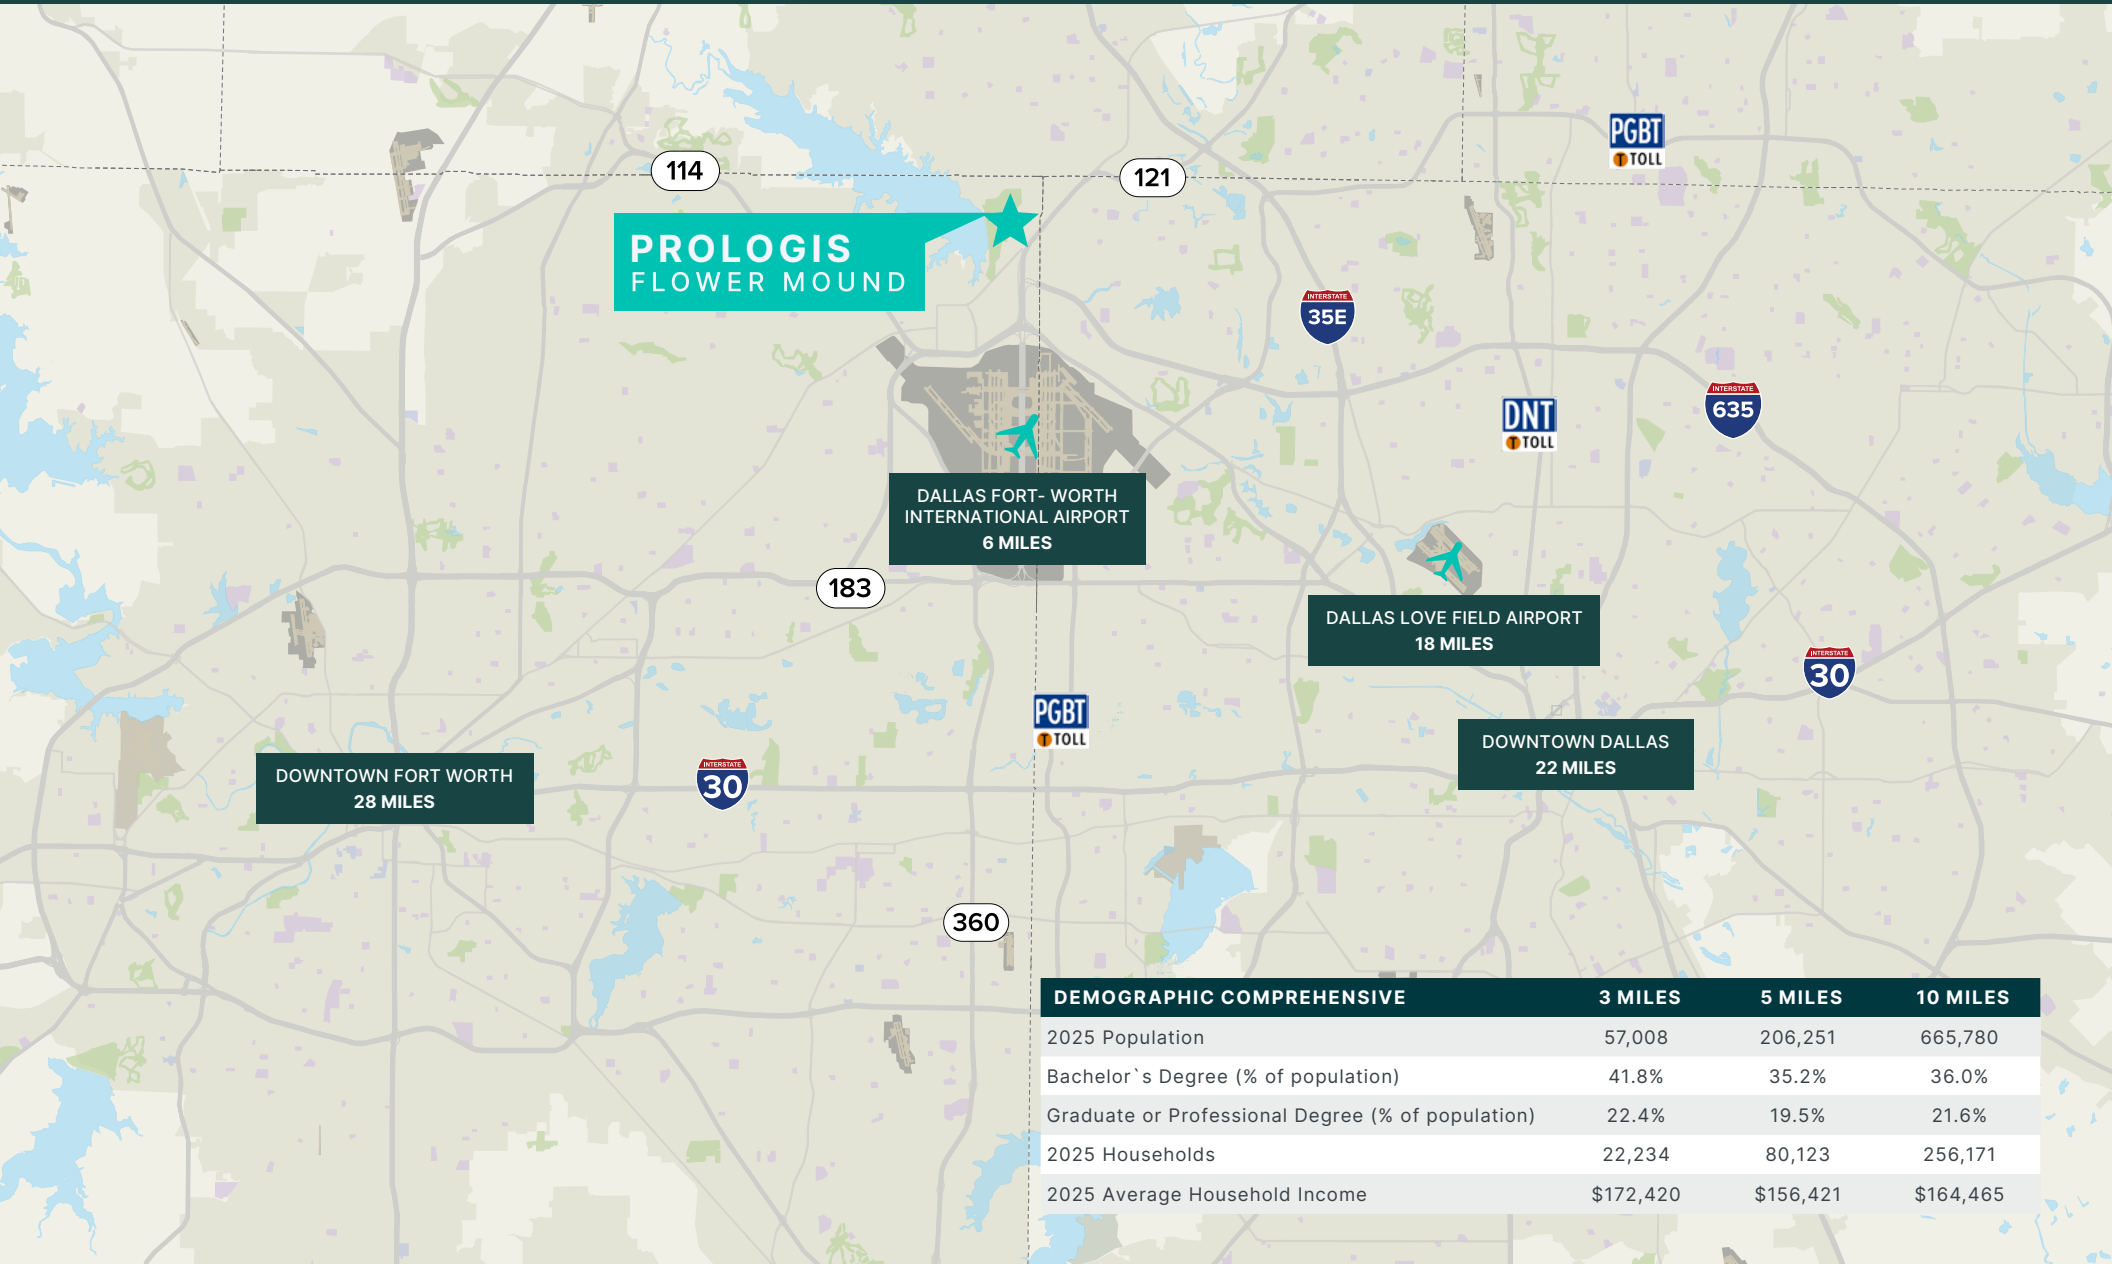 PGBT
TOLL
114
121
PROLOGIS
FLOWER MOUND
INTERSTATE
35E
INTERSTATE
635
DNT
TOLL
DALLAS FORT- WORTH
INTERNATIONAL AIRPORT
6 MILES
183
DALLAS LOVE FIELD AIRPORT
18 MILES
INTERSTATE
30
PGBT
TOLL
DOWNTOWN DALLAS
22 MILES
DOWNTOWN FORT WORTH
28 MILES
INTERSTATE
30
360
DEMOGRAPHIC COMPREHENSIVE 3 MILES 5 MILES 10 MILES
2025 Population 57,008 206,251 665,780
Bachelor`s Degree (% of population) 41.8% 35.2% 36.0%
Graduate or Professional Degree (% of population) 22.4% 19.5% 21.6%
2025 Households 22,234 80,123 256,171
2025 Average Household Income $172,420 $156,421 $164,465